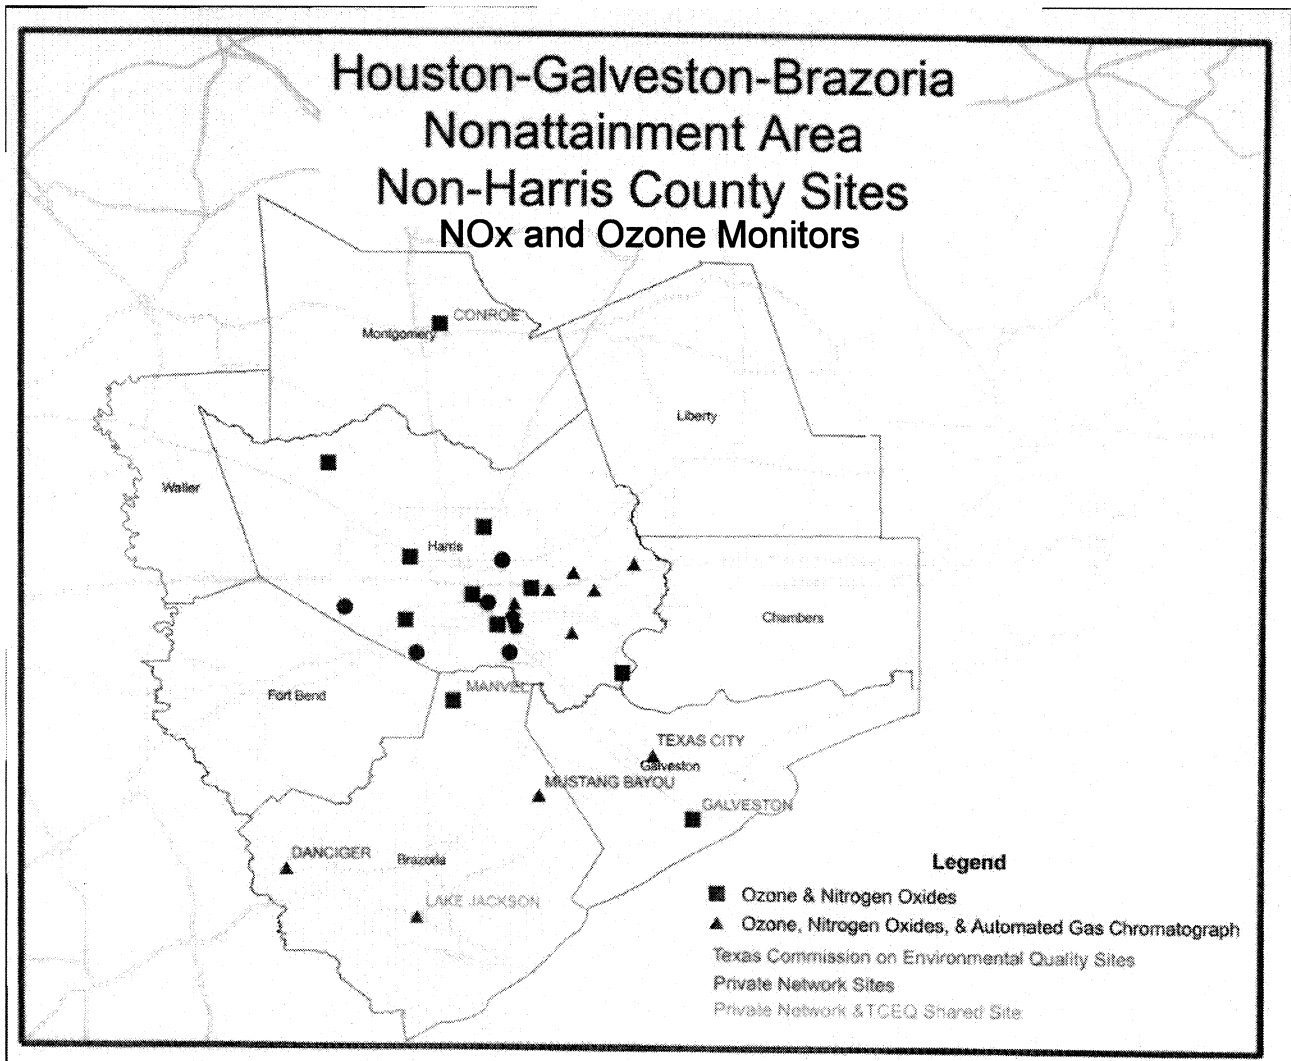 Houston-Galveston-Brazoria
Nonattainment Area
Non-Harris County Sites
NOx and Ozone Monitors
CONROE
Montgomery
Liberty
Waller
Harris
Chambers
Fort Bend
MANVEL
TEXAS CITY
Galveston
MUSTANG BAYOU
GALVESTON
DANCIGER
Brazoria
LAKE JACKSON
Legend
Ozone & Nitrogen Oxides
Ozone, Nitrogen Oxides, & Automated Gas Chromatograph
Texas Commission on Environmental Quality Sites
Private Network Sites
Private Network &TCEQ Shared Site